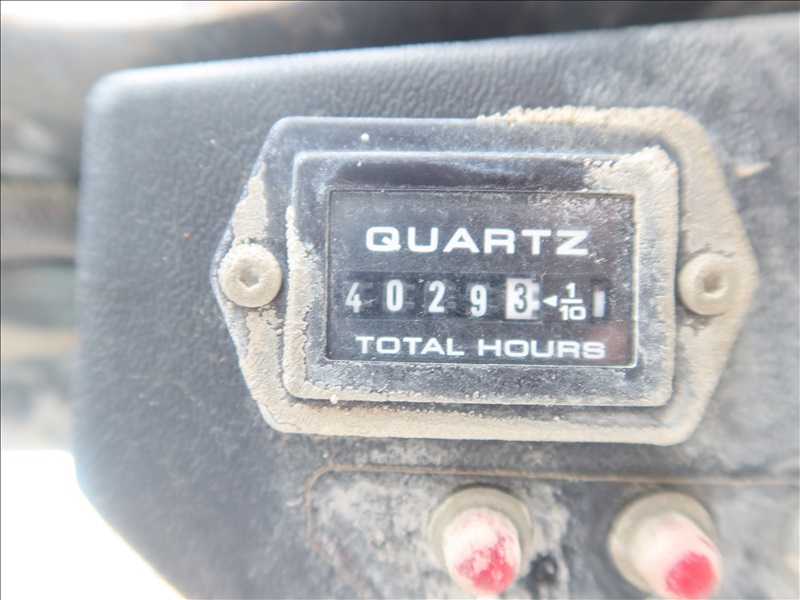 QUARTZ
40293 ◄ 1/10
TOTAL HOURS